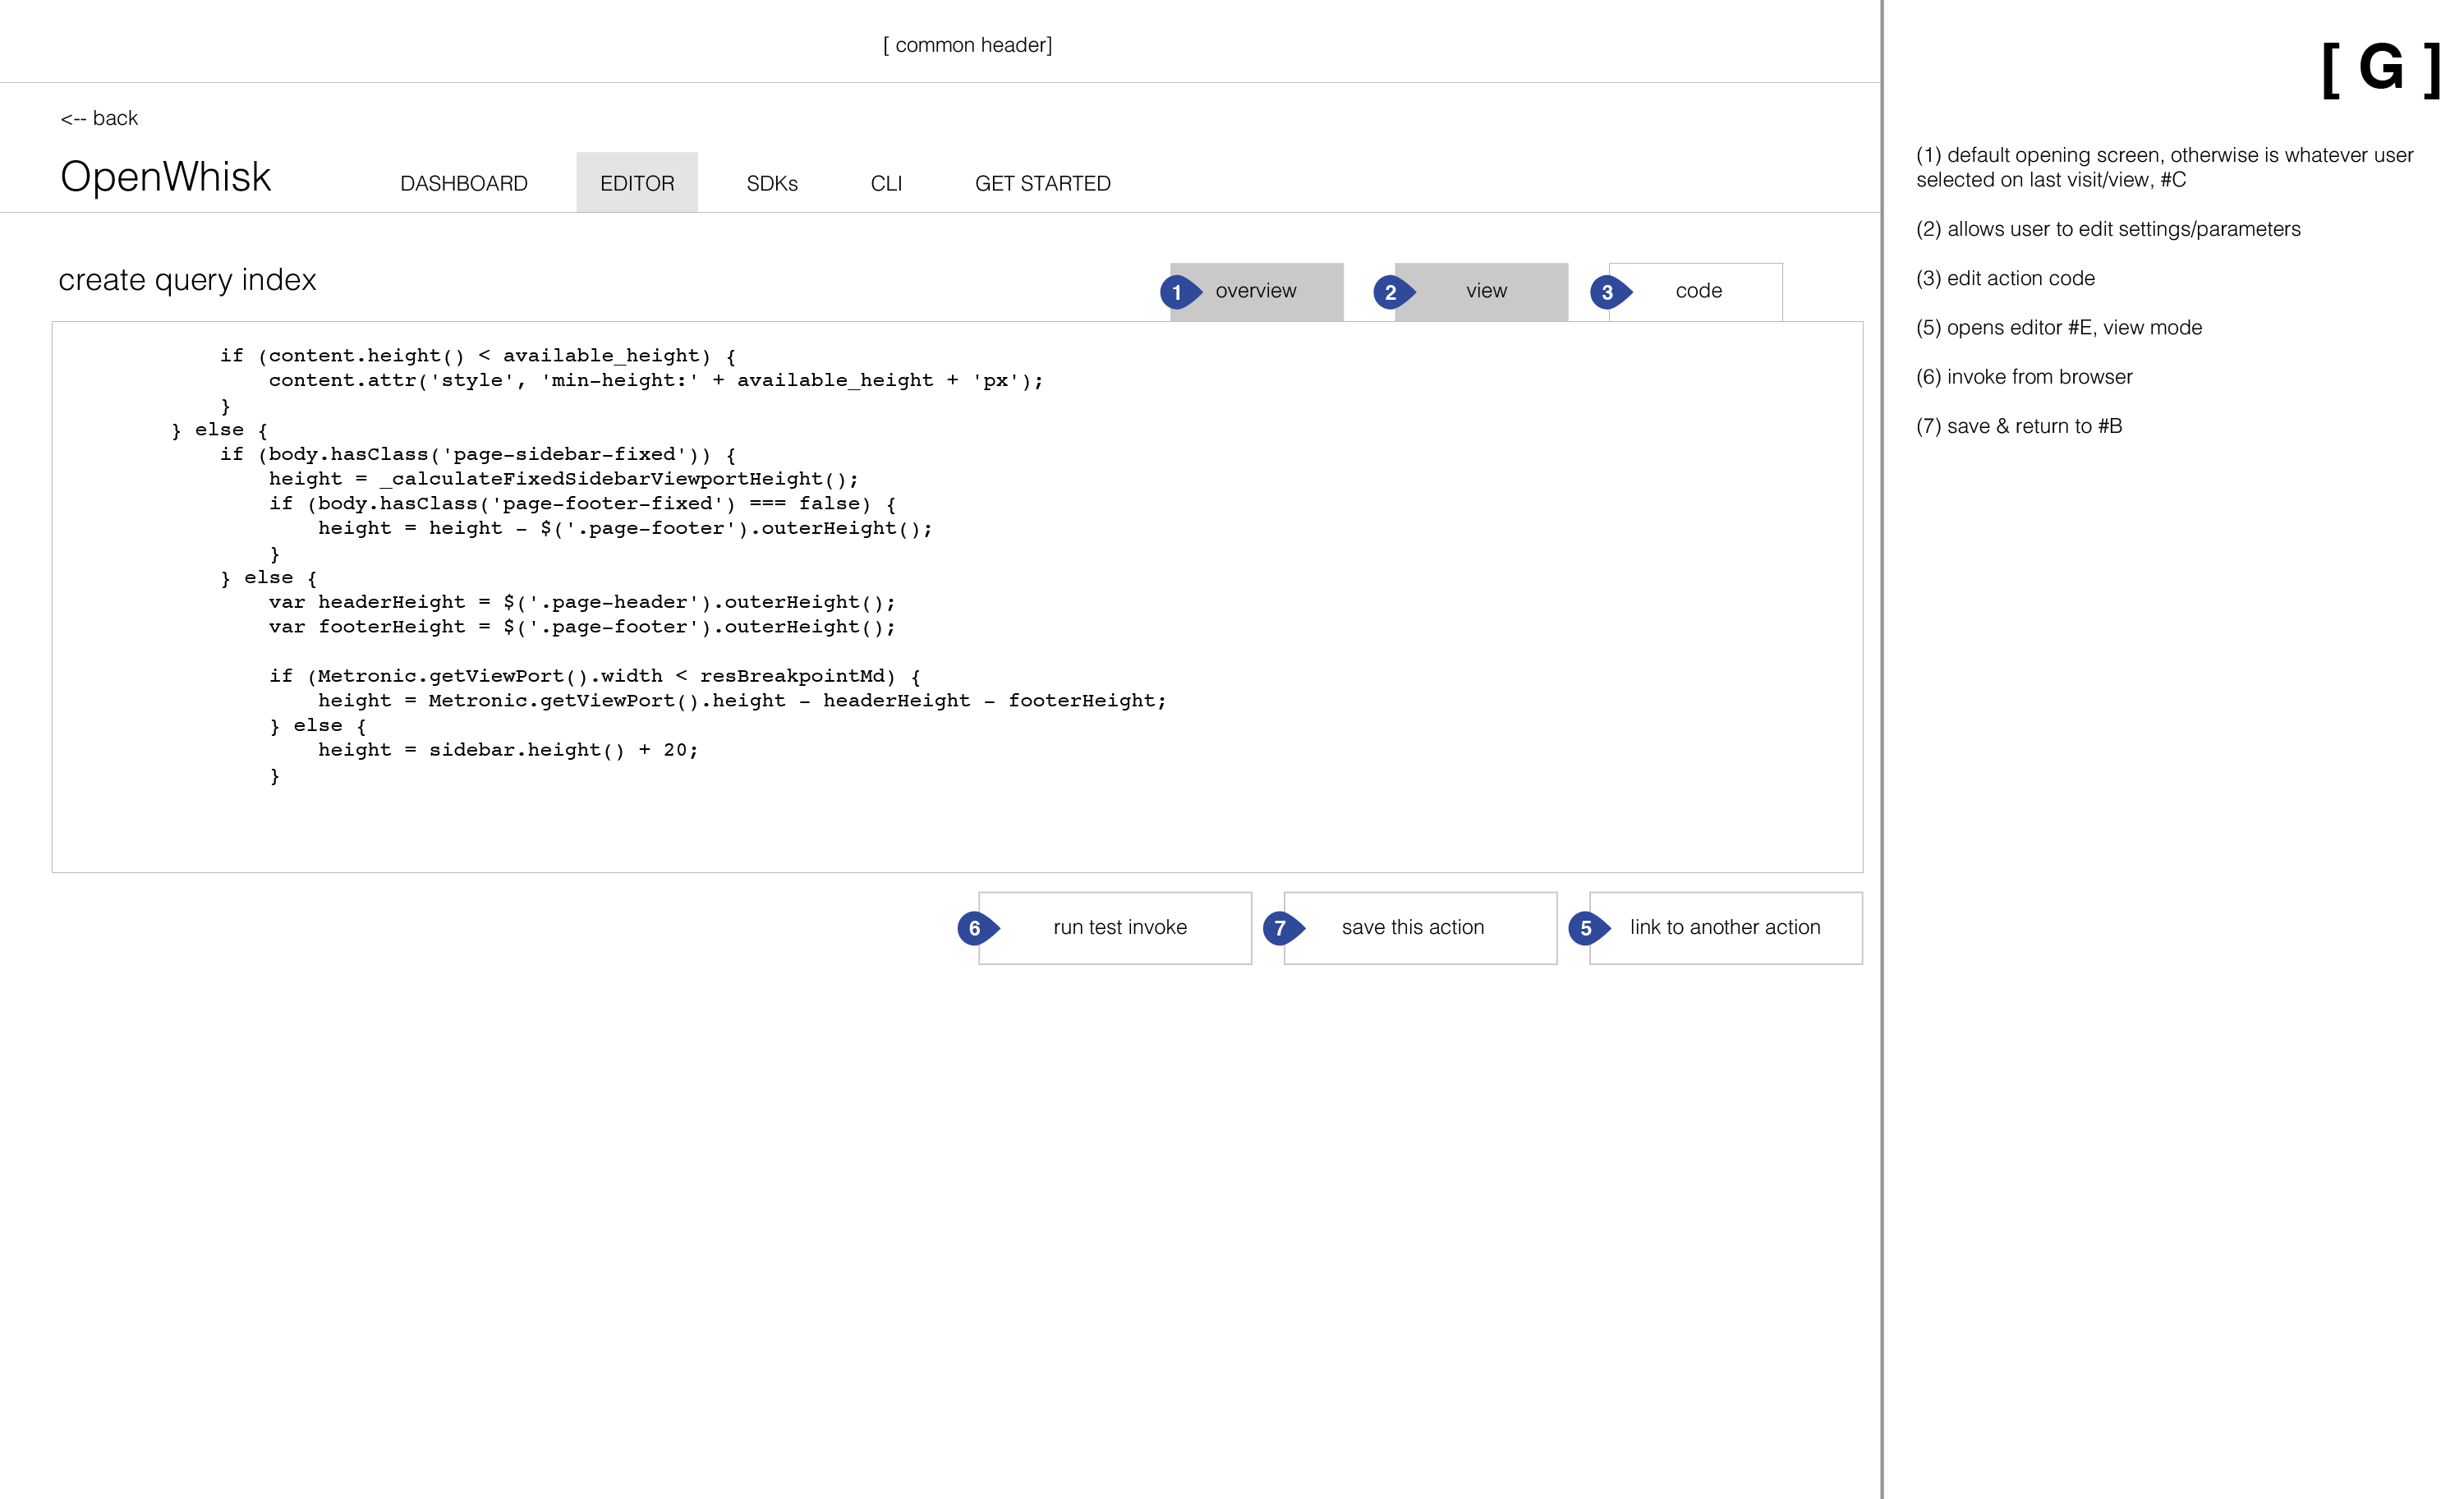 [ common header]
<-- back
OpenWhisk
DASHBOARD EDITOR SDKs CLI GET STARTED
create query index
1 overview 2 view 3 code
if (content.height() < available_height) {
content.attr('style', 'min-height:' + available_height + 'px');
}
} else {
if (body.hasClass('page-sidebar-fixed')) {
height = _calculateFixedSidebarViewportHeight();
if (body.hasClass('page-footer-fixed') === false) {
height = height - $('.page-footer').outerHeight();
}
} else {
var headerHeight = $('.page-header').outerHeight();
var footerHeight = $('.page-footer').outerHeight();
if (Metronic.getViewPort().width < resBreakpointMd) {
height = Metronic.getViewPort().height - headerHeight - footerHeight;
} else {
height = sidebar.height() + 20;
}
6 run test invoke 7 save this action 5 link to another action
[ G ]
(1) default opening screen, otherwise is whatever user
selected on last visit/view, #C
(2) allows user to edit settings/parameters
(3) edit action code
(5) opens editor #E, view mode
(6) invoke from browser
(7) save & return to #B